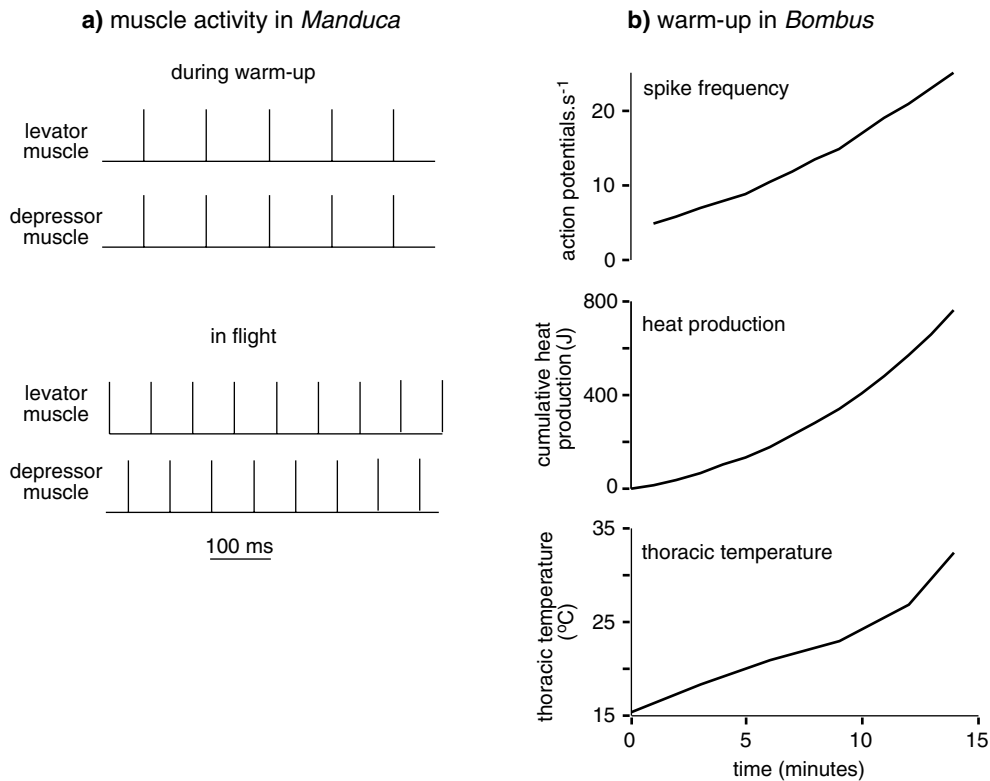 a) muscle activity in Manduca
during warm-up
levator
muscle
depressor
muscle
in flight
levator
muscle
depressor
muscle
100 ms
b) warm-up in Bombus
spike frequency
action potentials.s-1
20
10
0
heat production
cumulative heat
production (J)
800
400
0
thoracic temperature
thoracic temperature
(oC)
35
25
15
0
5
10
15
time (minutes)